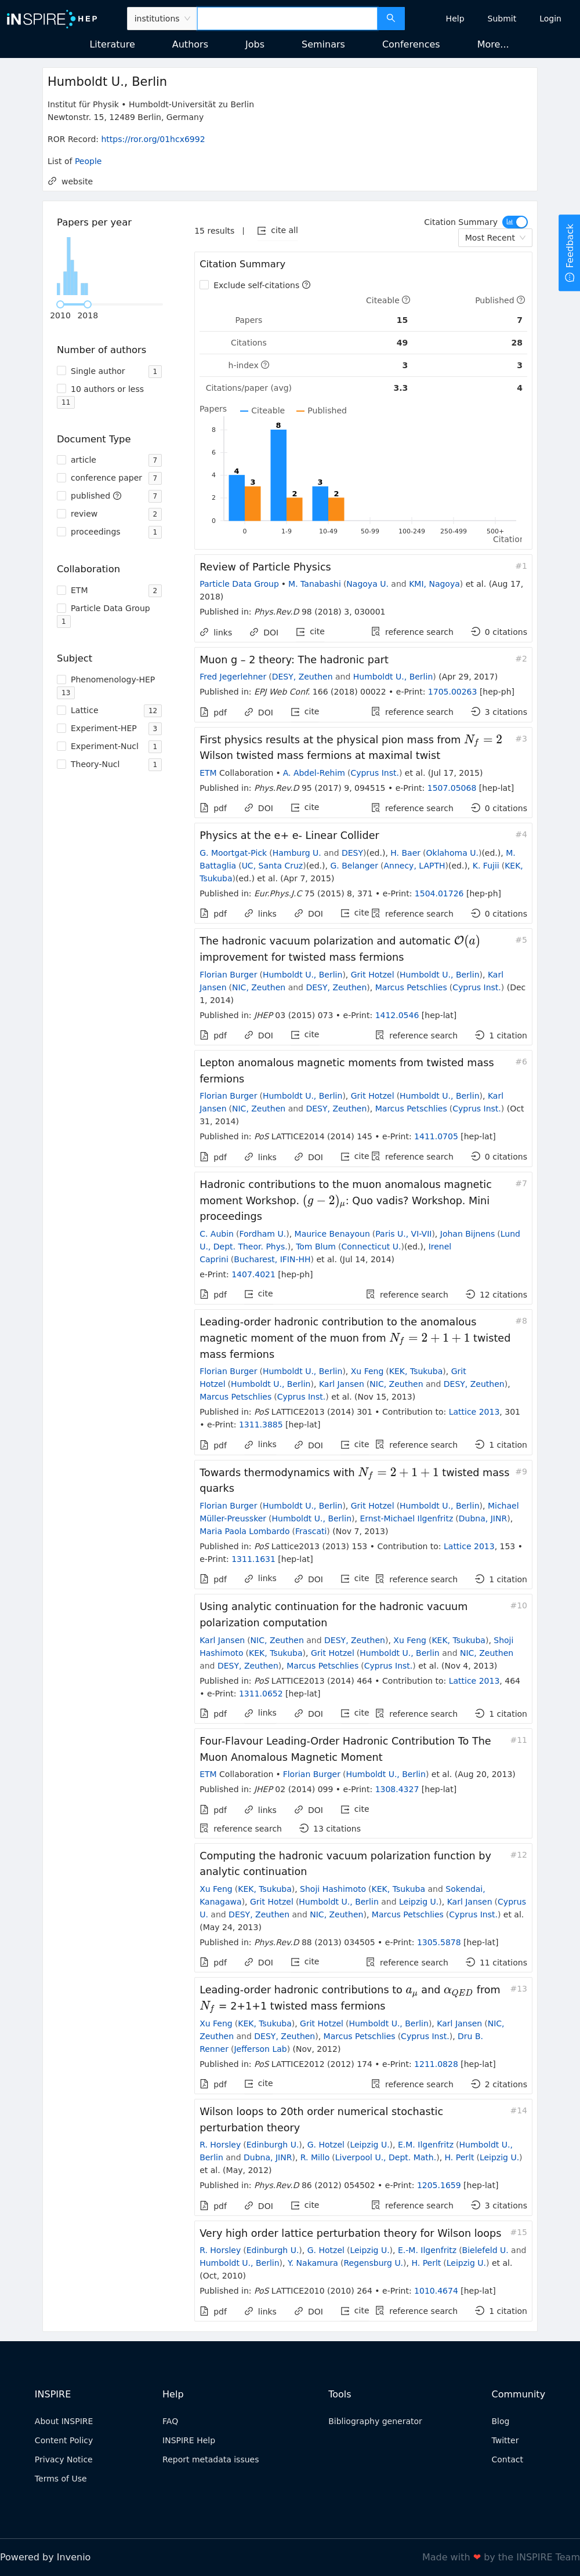 INSPIRE HEP
institutions
Help Submit Login
Literature Authors Jobs Seminars Conferences More...
Humboldt U., Berlin
Institut für Physik • Humboldt-Universität zu Berlin
Newtonstr. 15, 12489 Berlin, Germany
ROR Record: https://ror.org/01hcx6992
List of People
website
Feedback
Papers per year
2010 2018
Number of authors
Single author 1
10 authors or less
11
Document Type
article 7
conference paper 7
published 7
review 2
proceedings 1
Collaboration
ETM 2
Particle Data Group
1
Subject
Phenomenology-HEP
13
Lattice 12
Experiment-HEP 3
Experiment-Nucl 1
Theory-Nucl 1
15 results | cite all
Citation Summary
Most Recent
Citation Summary
Exclude self-citations
Citeable Published
Papers 15 7
Citations 49 28
h-index 3 3
Citations/paper (avg) 3.3 4
Papers Citeable Published
8
6
4
2
0
4 3 8 2 3 2
0 1-9 10-49 50-99 100-249 250-499 500+
Citation
Review of Particle Physics #1
Particle Data Group • M. Tanabashi (Nagoya U. and KMI, Nagoya) et al. (Aug 17,
2018)
Published in: Phys.Rev.D 98 (2018) 3, 030001
links DOI cite reference search 0 citations
Muon g – 2 theory: The hadronic part #2
Fred Jegerlehner (DESY, Zeuthen and Humboldt U., Berlin) (Apr 29, 2017)
Published in: EPJ Web Conf. 166 (2018) 00022 • e-Print: 1705.00263 [hep-ph]
pdf DOI cite reference search 3 citations
First physics results at the physical pion mass from N_f = 2 #3
Wilson twisted mass fermions at maximal twist
ETM Collaboration • A. Abdel-Rehim (Cyprus Inst.) et al. (Jul 17, 2015)
Published in: Phys.Rev.D 95 (2017) 9, 094515 • e-Print: 1507.05068 [hep-lat]
pdf DOI cite reference search 0 citations
Physics at the e+ e- Linear Collider #4
G. Moortgat-Pick (Hamburg U. and DESY)(ed.), H. Baer (Oklahoma U.)(ed.), M.
Battaglia (UC, Santa Cruz)(ed.), G. Belanger (Annecy, LAPTH)(ed.), K. Fujii (KEK,
Tsukuba)(ed.) et al. (Apr 7, 2015)
Published in: Eur.Phys.J.C 75 (2015) 8, 371 • e-Print: 1504.01726 [hep-ph]
pdf links DOI cite reference search 0 citations
The hadronic vacuum polarization and automatic O(a) #5
improvement for twisted mass fermions
Florian Burger (Humboldt U., Berlin), Grit Hotzel (Humboldt U., Berlin), Karl
Jansen (NIC, Zeuthen and DESY, Zeuthen), Marcus Petschlies (Cyprus Inst.) (Dec
1, 2014)
Published in: JHEP 03 (2015) 073 • e-Print: 1412.0546 [hep-lat]
pdf DOI cite reference search 1 citation
Lepton anomalous magnetic moments from twisted mass #6
fermions
Florian Burger (Humboldt U., Berlin), Grit Hotzel (Humboldt U., Berlin), Karl
Jansen (NIC, Zeuthen and DESY, Zeuthen), Marcus Petschlies (Cyprus Inst.) (Oct
31, 2014)
Published in: PoS LATTICE2014 (2014) 145 • e-Print: 1411.0705 [hep-lat]
pdf links DOI cite reference search 0 citations
Hadronic contributions to the muon anomalous magnetic #7
moment Workshop. (g − 2)_μ: Quo vadis? Workshop. Mini
proceedings
C. Aubin (Fordham U.), Maurice Benayoun (Paris U., VI-VII), Johan Bijnens (Lund
U., Dept. Theor. Phys.), Tom Blum (Connecticut U.)(ed.), Irenel
Caprini (Bucharest, IFIN-HH) et al. (Jul 14, 2014)
e-Print: 1407.4021 [hep-ph]
pdf cite reference search 12 citations
Leading-order hadronic contribution to the anomalous #8
magnetic moment of the muon from N_f = 2 + 1 + 1 twisted
mass fermions
Florian Burger (Humboldt U., Berlin), Xu Feng (KEK, Tsukuba), Grit
Hotzel (Humboldt U., Berlin), Karl Jansen (NIC, Zeuthen and DESY, Zeuthen),
Marcus Petschlies (Cyprus Inst.) et al. (Nov 15, 2013)
Published in: PoS LATTICE2013 (2014) 301 • Contribution to: Lattice 2013, 301
• e-Print: 1311.3885 [hep-lat]
pdf links DOI cite reference search 1 citation
Towards thermodynamics with N_f = 2 + 1 + 1 twisted mass #9
quarks
Florian Burger (Humboldt U., Berlin), Grit Hotzel (Humboldt U., Berlin), Michael
Müller-Preussker (Humboldt U., Berlin), Ernst-Michael Ilgenfritz (Dubna, JINR),
Maria Paola Lombardo (Frascati) (Nov 7, 2013)
Published in: PoS Lattice2013 (2013) 153 • Contribution to: Lattice 2013, 153 •
e-Print: 1311.1631 [hep-lat]
pdf links DOI cite reference search 1 citation
Using analytic continuation for the hadronic vacuum #10
polarization computation
Karl Jansen (NIC, Zeuthen and DESY, Zeuthen), Xu Feng (KEK, Tsukuba), Shoji
Hashimoto (KEK, Tsukuba), Grit Hotzel (Humboldt U., Berlin and NIC, Zeuthen
and DESY, Zeuthen), Marcus Petschlies (Cyprus Inst.) et al. (Nov 4, 2013)
Published in: PoS LATTICE2013 (2014) 464 • Contribution to: Lattice 2013, 464
• e-Print: 1311.0652 [hep-lat]
pdf links DOI cite reference search 1 citation
Four-Flavour Leading-Order Hadronic Contribution To The #11
Muon Anomalous Magnetic Moment
ETM Collaboration • Florian Burger (Humboldt U., Berlin) et al. (Aug 20, 2013)
Published in: JHEP 02 (2014) 099 • e-Print: 1308.4327 [hep-lat]
pdf links DOI cite
reference search 13 citations
Computing the hadronic vacuum polarization function by #12
analytic continuation
Xu Feng (KEK, Tsukuba), Shoji Hashimoto (KEK, Tsukuba and Sokendai,
Kanagawa), Grit Hotzel (Humboldt U., Berlin and Leipzig U.), Karl Jansen (Cyprus
U. and DESY, Zeuthen and NIC, Zeuthen), Marcus Petschlies (Cyprus Inst.) et al.
(May 24, 2013)
Published in: Phys.Rev.D 88 (2013) 034505 • e-Print: 1305.5878 [hep-lat]
pdf DOI cite reference search 11 citations
Leading-order hadronic contributions to a_μ and α_QED from #13
N_f = 2+1+1 twisted mass fermions
Xu Feng (KEK, Tsukuba), Grit Hotzel (Humboldt U., Berlin), Karl Jansen (NIC,
Zeuthen and DESY, Zeuthen), Marcus Petschlies (Cyprus Inst.), Dru B.
Renner (Jefferson Lab) (Nov, 2012)
Published in: PoS LATTICE2012 (2012) 174 • e-Print: 1211.0828 [hep-lat]
pdf cite reference search 2 citations
Wilson loops to 20th order numerical stochastic #14
perturbation theory
R. Horsley (Edinburgh U.), G. Hotzel (Leipzig U.), E.M. Ilgenfritz (Humboldt U.,
Berlin and Dubna, JINR), R. Millo (Liverpool U., Dept. Math.), H. Perlt (Leipzig U.)
et al. (May, 2012)
Published in: Phys.Rev.D 86 (2012) 054502 • e-Print: 1205.1659 [hep-lat]
pdf DOI cite reference search 3 citations
Very high order lattice perturbation theory for Wilson loops #15
R. Horsley (Edinburgh U.), G. Hotzel (Leipzig U.), E.-M. Ilgenfritz (Bielefeld U. and
Humboldt U., Berlin), Y. Nakamura (Regensburg U.), H. Perlt (Leipzig U.) et al.
(Oct, 2010)
Published in: PoS LATTICE2010 (2010) 264 • e-Print: 1010.4674 [hep-lat]
pdf links DOI cite reference search 1 citation
INSPIRE Help Tools Community
About INSPIRE FAQ Bibliography generator Blog
Content Policy INSPIRE Help Twitter
Privacy Notice Report metadata issues Contact
Terms of Use
Powered by Invenio
Made with ❤ by the INSPIRE Team